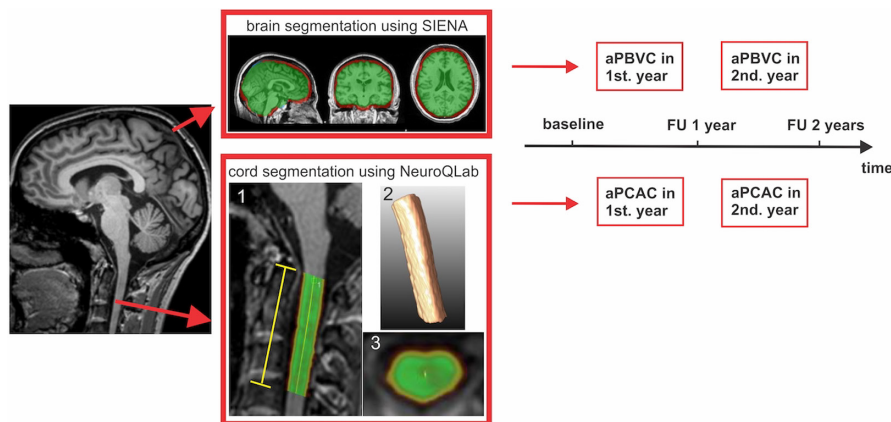 brain segmentation using SIENA
aPBVC in
1st. year
aPBVC in
2nd. year
baseline
FU 1 year
FU 2 years
time
cord segmentation using NeuroQLab
1
2
3
aPCAC in
1st. year
aPCAC in
2nd. year